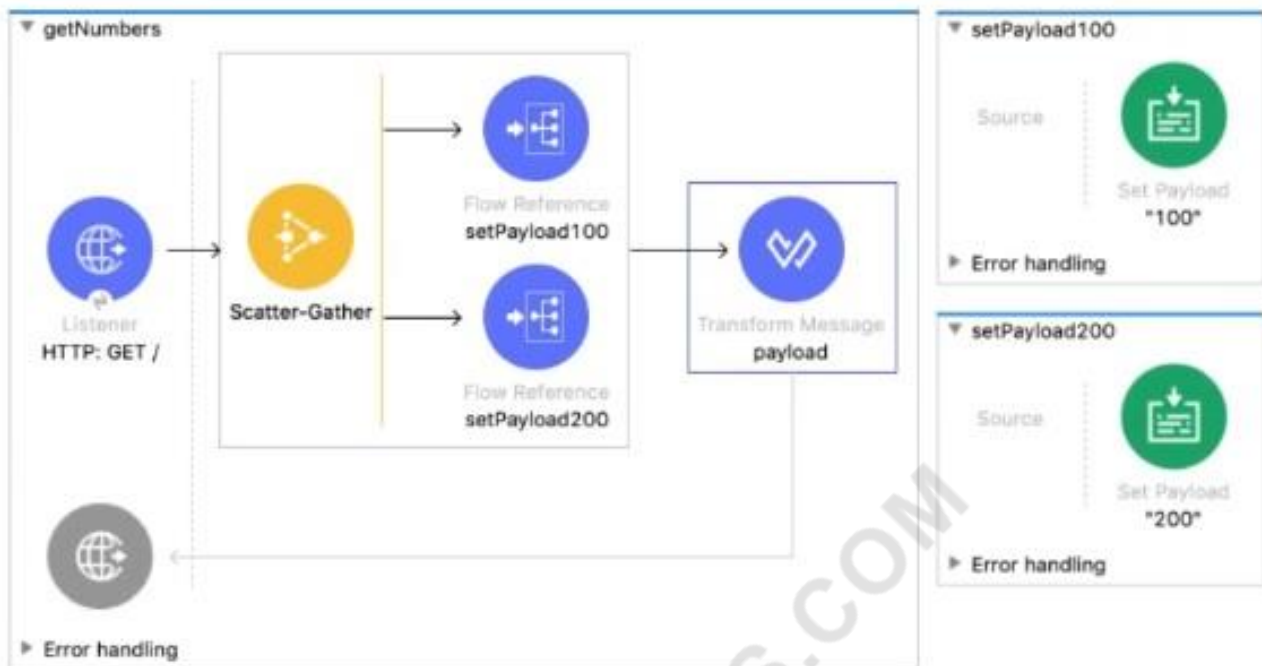 getNumbers
Flow Reference
setPayload100
Scatter-Gather
Listener
HTTP: GET /
Flow Reference
setPayload200
Transform Message
payload
Error handling
setPayload100
Source
Set Payload
"100"
Error handling
setPayload200
Source
Set Payload
"200"
Error handling
S.COM